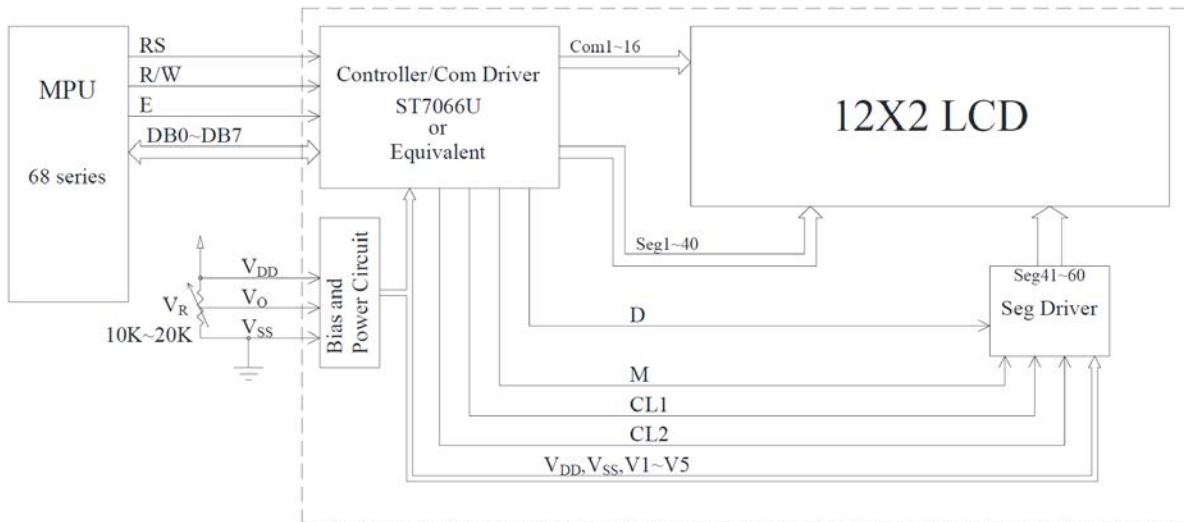 MPU
68 series
RS
R/W
E
DB0~DB7
Controller/Com Driver
ST7066U
or
Equivalent
Com1~16
12X2 LCD
Seg1~40
Seg41~60
Seg Driver
Bias and
Power Circuit
VDD
VR
VO
10K~20K
VSS
D
M
CL1
CL2
VDD,VSS,V1~V5